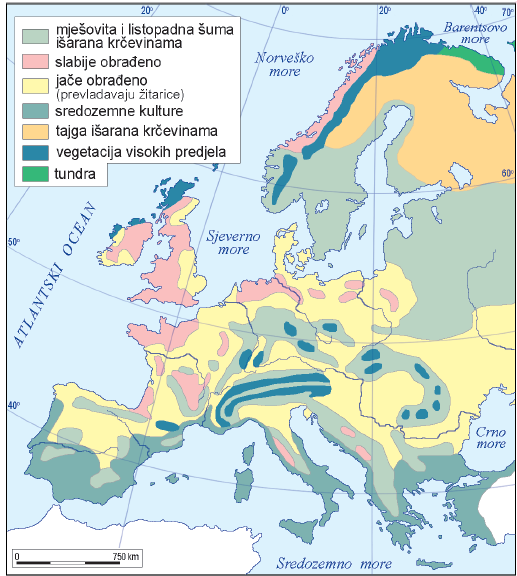 mješovita i listopadna šuma
išarana krčevinama
slabije obrađeno
jače obrađeno
(prevladavaju žitarice)
sredozemne kulture
tajga išarana krčevinama
vegetacija visokih predjela
tundra
20°
0°
20°
40°
70°
Barentsovo
more
Norveško
more
60°
50°
Sjeverno
more
ATLANTSKI OCEAN
40°
Crno
more
0
750 km
Sredozemno more